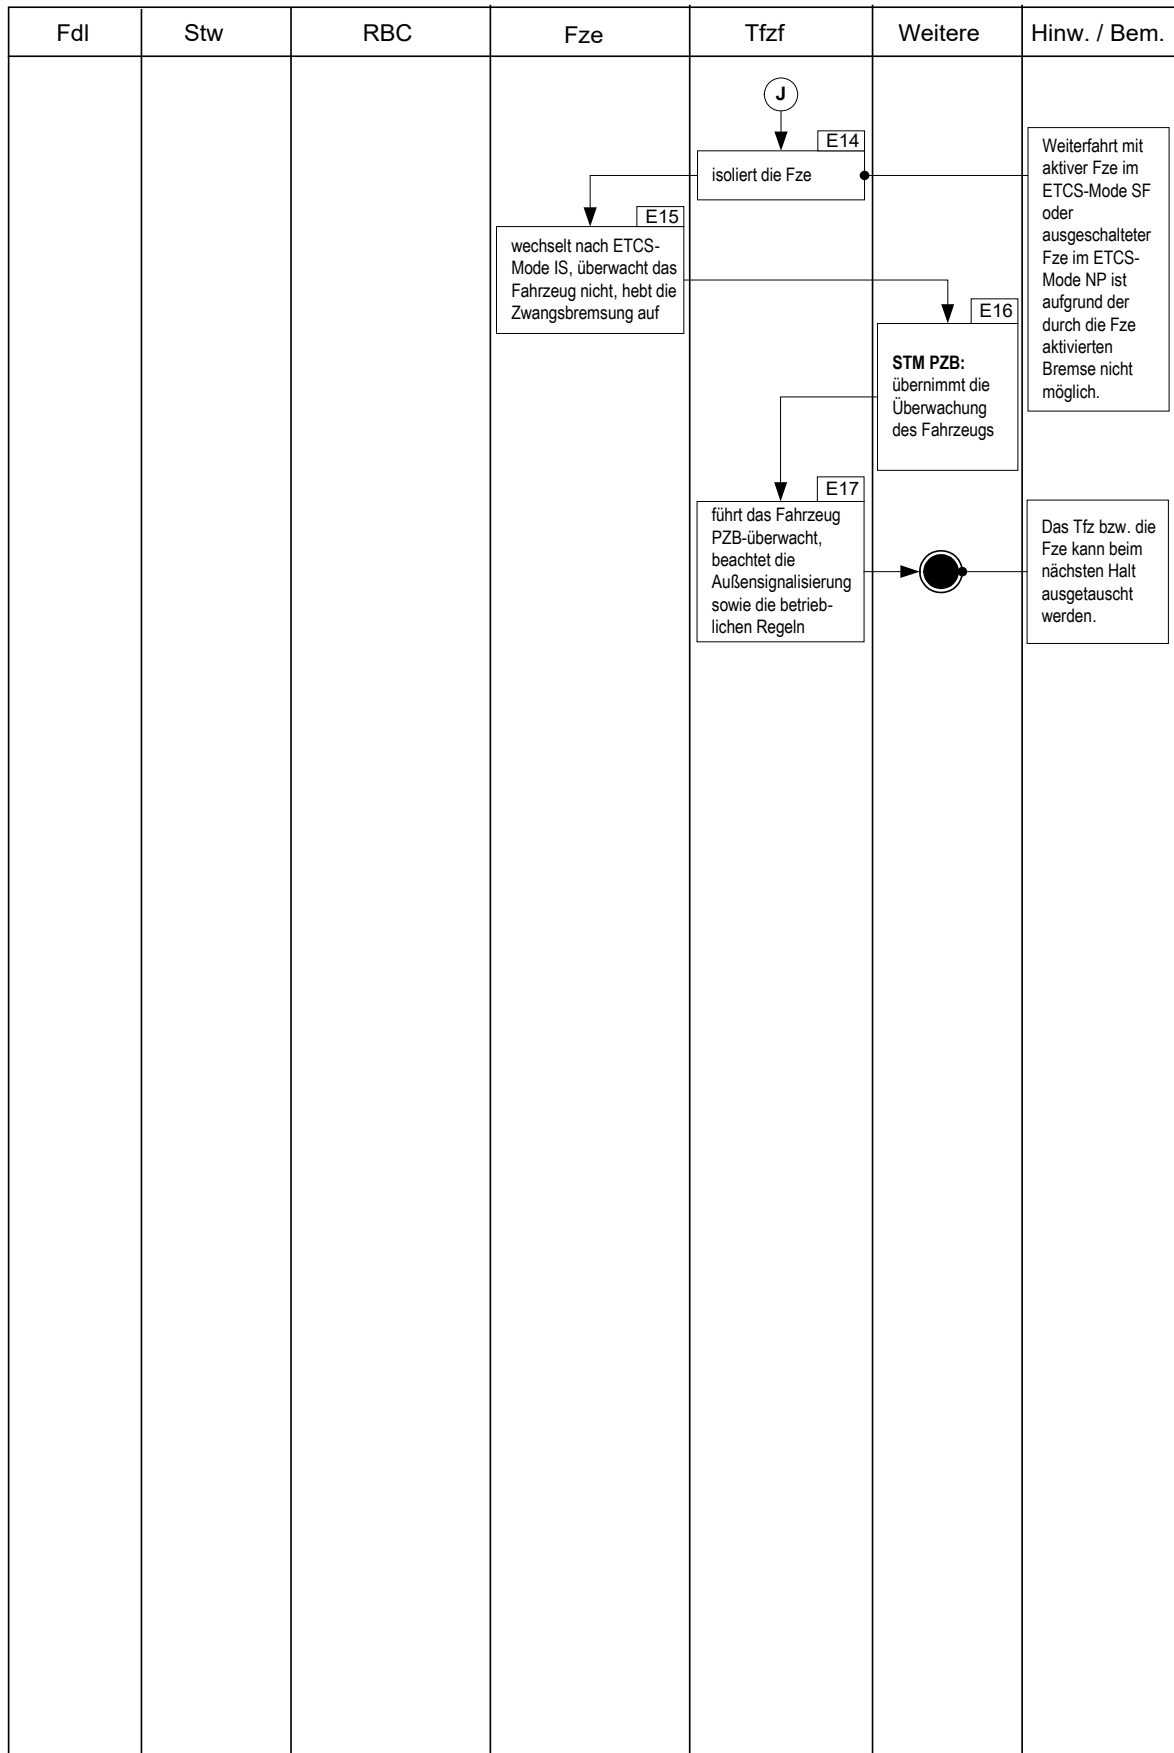 Fdl Stw RBC Fze Tfzf Weitere Hinw. / Bem.
J
E14
isoliert die Fze
Weiterfahrt mit
aktiver Fze im
ETCS-Mode SF
oder
ausgeschalteter
Fze im ETCS-
Mode NP ist
aufgrund der
durch die Fze
aktivierten
Bremse nicht
möglich.
E15
wechselt nach ETCS-
Mode IS, überwacht das
Fahrzeug nicht, hebt die
Zwangsbremsung auf
E16
STM PZB:
übernimmt die
Überwachung
des Fahrzeugs
E17
führt das Fahrzeug
PZB-überwacht,
beachtet die
Außensignalisierung
sowie die betrieb-
lichen Regeln
Das Tfz bzw. die
Fze kann beim
nächsten Halt
ausgetauscht
werden.